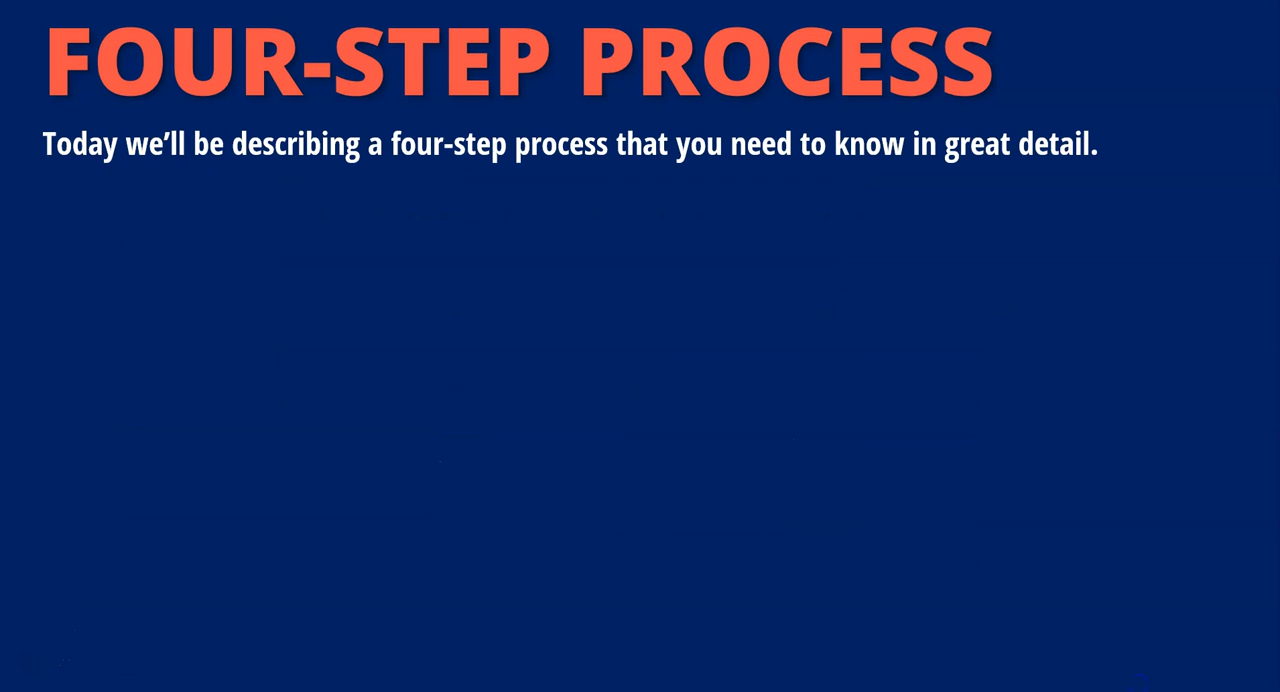 FOUR-STEP PROCESS
Today we’ll be describing a four-step process that you need to know in great detail.